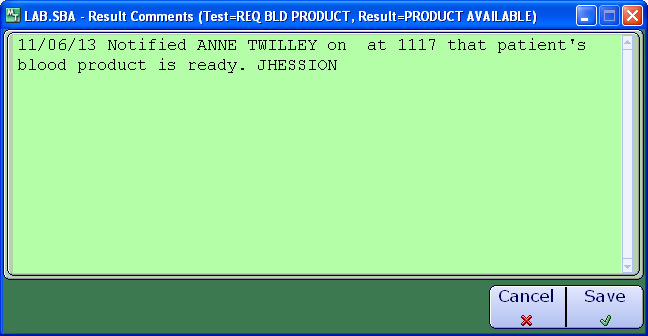 LAB.SBA - Result Comments (Test=REQ BLD PRODUCT, Result=PRODUCT AVAILABLE)
11/06/13 Notified ANNE TWILLEY on  at 1117 that patient's
blood product is ready. JHESSION
Cancel Save